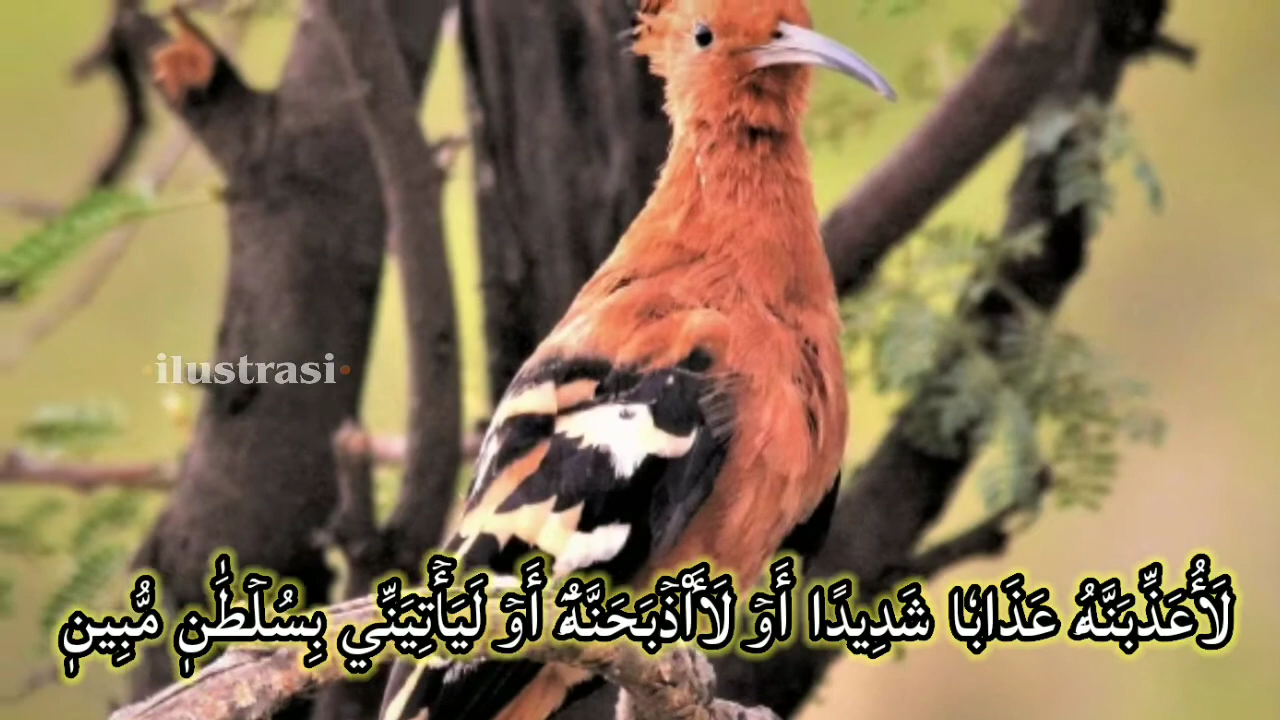 ilustrasi
لَأُعَذِّبَنَّهُۥ عَذَابٗا شَدِيدًا أَوۡ لَأَاْذۡبَحَنَّهُۥٓ أَوۡ لَيَأۡتِيَنِّي بِسُلۡطَٰنٖ مُّبِينٖ